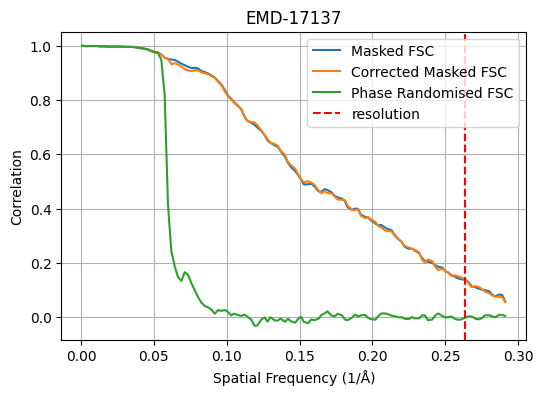 EMD-17137
Masked FSC
Corrected Masked FSC
Phase Randomised FSC
resolution
Correlation
1.0
0.8
0.6
0.4
0.2
0.0
0.00 0.05 0.10 0.15 0.20 0.25 0.30
Spatial Frequency (1/Å)